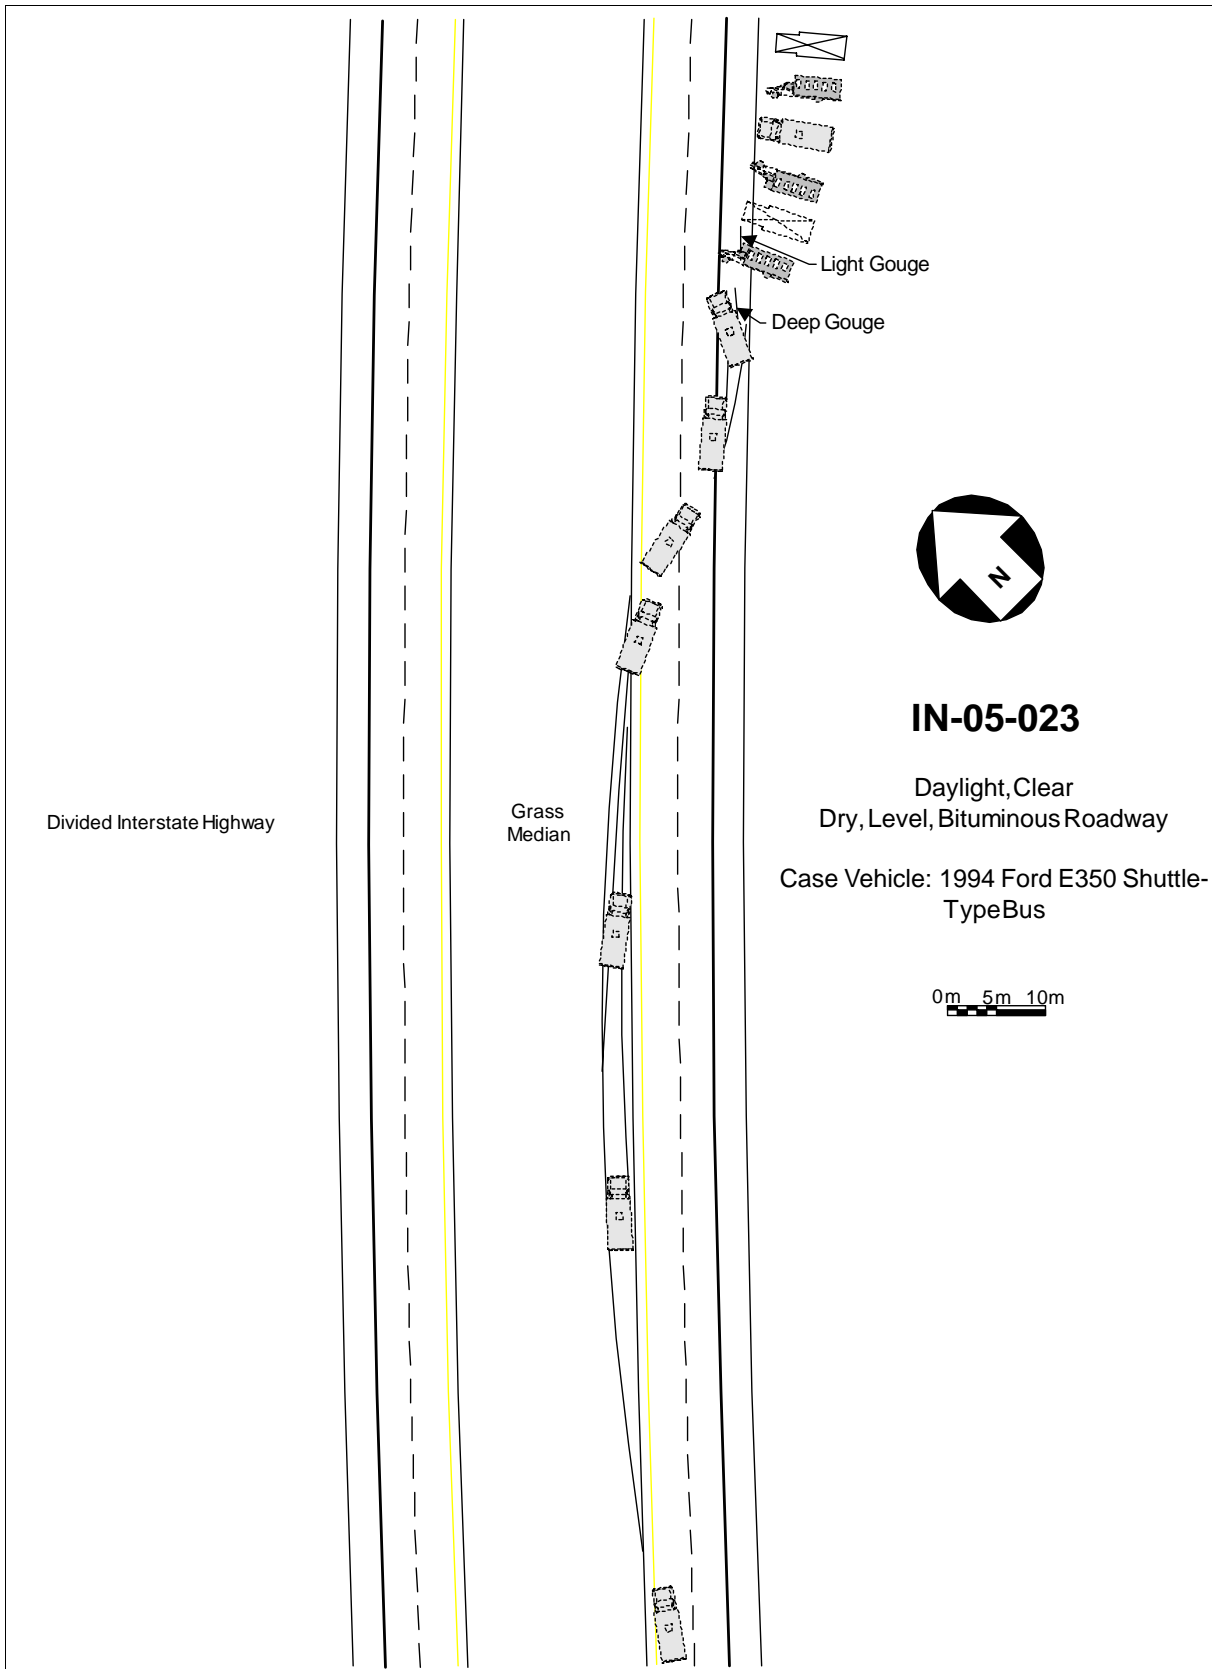 Light Gouge
Deep Gouge
N
IN-05-023
Daylight, Clear
Dry, Level, Bituminous Roadway
Case Vehicle: 1994 Ford E350 Shuttle-
Type Bus
0m 5m 10m
Divided Interstate Highway
Grass
Median